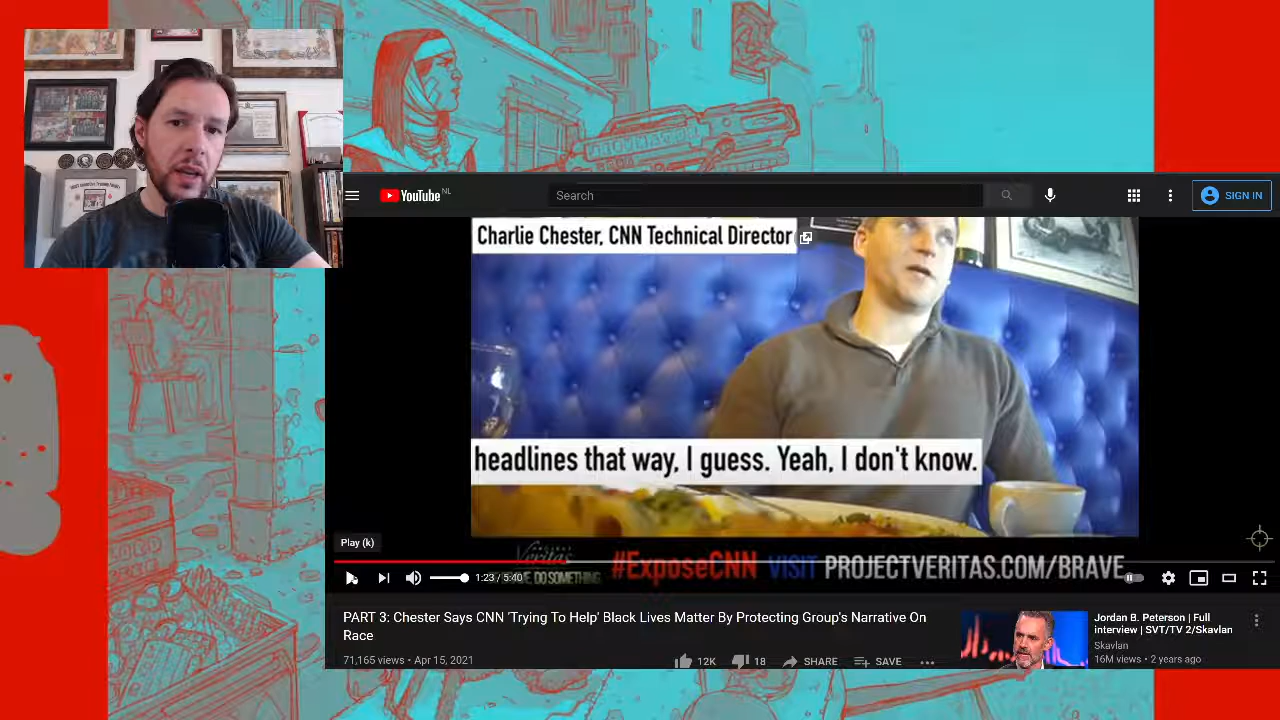 YouTube NL
Search
SIGN IN
Charlie Chester, CNN Technical Director
headlines that way, I guess. Yeah, I don't know.
Play (k)
Veritas
#ExposeCNN VISIT PROJECTVERITAS.COM/BRAVE
E DO SOMETHING
1:23 / 5:40
PART 3: Chester Says CNN 'Trying To Help' Black Lives Matter By Protecting Group's Narrative On
Race
71,165 views • Apr 15, 2021
12K
18
SHARE
SAVE
Jordan B. Peterson | Full
interview | SVT/TV 2/Skavlan
Skavlan
16M views • 2 years ago